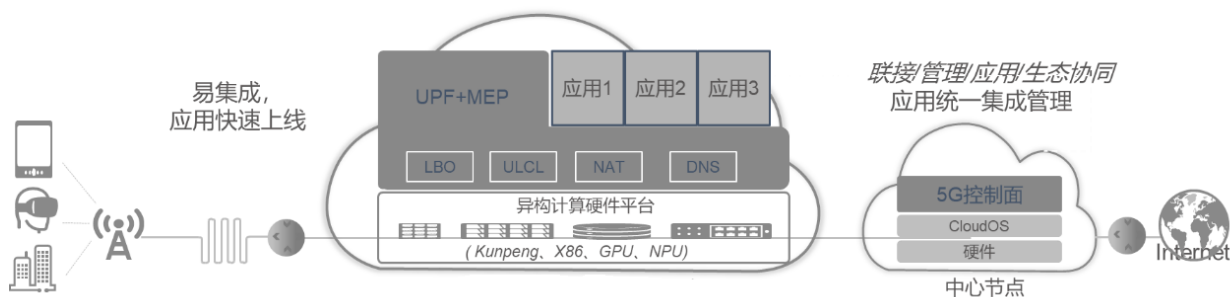 易集成，
应用快速上线
UPF+MEP
应用1
应用2
应用3
LBO
ULCL
NAT
DNS
异构计算硬件平台
( Kunpeng、X86、GPU、NPU)
联接/管理/应用/生态协同
应用统一集成管理
5G控制面
CloudOS
硬件
中心节点
Internet